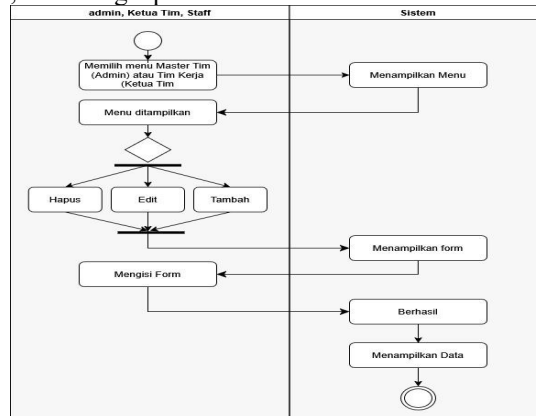 admin, Ketua Tim, Staff
Sistem
Memilih menu Master Tim
(Admin) atau Tim Kerja
(Ketua Tim
Menampilkan Menu
Menu ditampilkan
Hapus
Edit
Tambah
Menampilkan form
Mengisi Form
Berhasil
Menampilkan Data